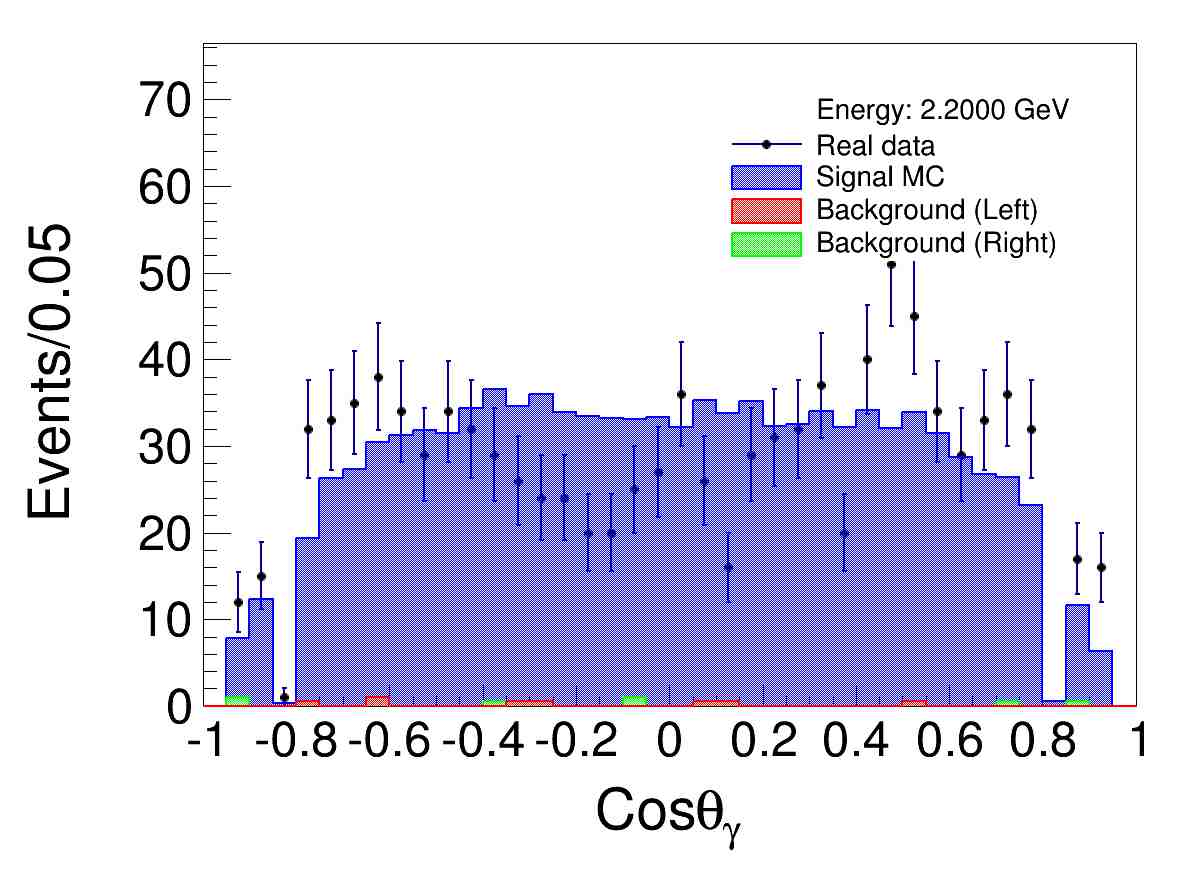 70
60
50
40
30
20
10
0
Events/0.05
Energy: 2.2000 GeV
Real data
Signal MC
Background (Left)
Background (Right)
-1 -0.8 -0.6 -0.4 -0.2 0 0.2 0.4 0.6 0.8 1
Cosθγ